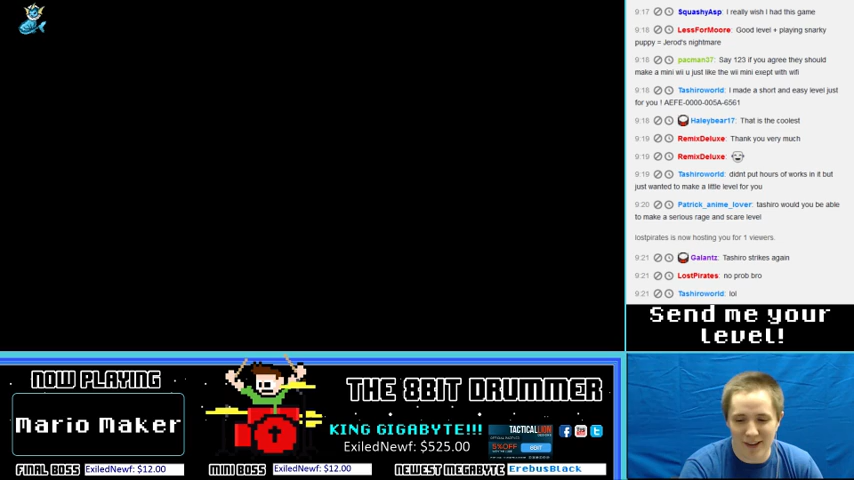 9:17 SquashyAsp: I really wish i had this game
9:18 LessForMoore: Good level + playing snarky
puppy = Jerod's nightmare
9:18 pacman37: Say 123 if you agree they should
make a mini wii u just like the wii mini exept with wifi
9:18 Tashiroworld: I made a short and easy level just
for you ! AEFE-0000-005A-6561
9:18 Haleybear17: That is the coolest
9:19 RemixDeluxe: Thank you very much
9:19 RemixDeluxe:
9:19 Tashiroworld: didnt put hours of works in it but
just wanted to make a little level for you
9:20 Patrick_anime_lover: tashiro would you be able
to make a serious rage and scare level
lostpirates is now hosting you for 1 viewers.
9:21 Galantz: Tashiro strikes again
9:21 LostPirates: no prob bro
9:21 Tashiroworld: lol
Send me your
level!
NOW PLAYING
Mario Maker
THE 8BIT DRUMMER
KING GIGABYTE!!!
ExiledNewf: $525.00
TACTICALLION
5%OFF
FINAL BOSS ExiledNewf: $12.00
MINI BOSS ExiledNewf: $12.00
NEWEST MEGABYTE ErebusBlack